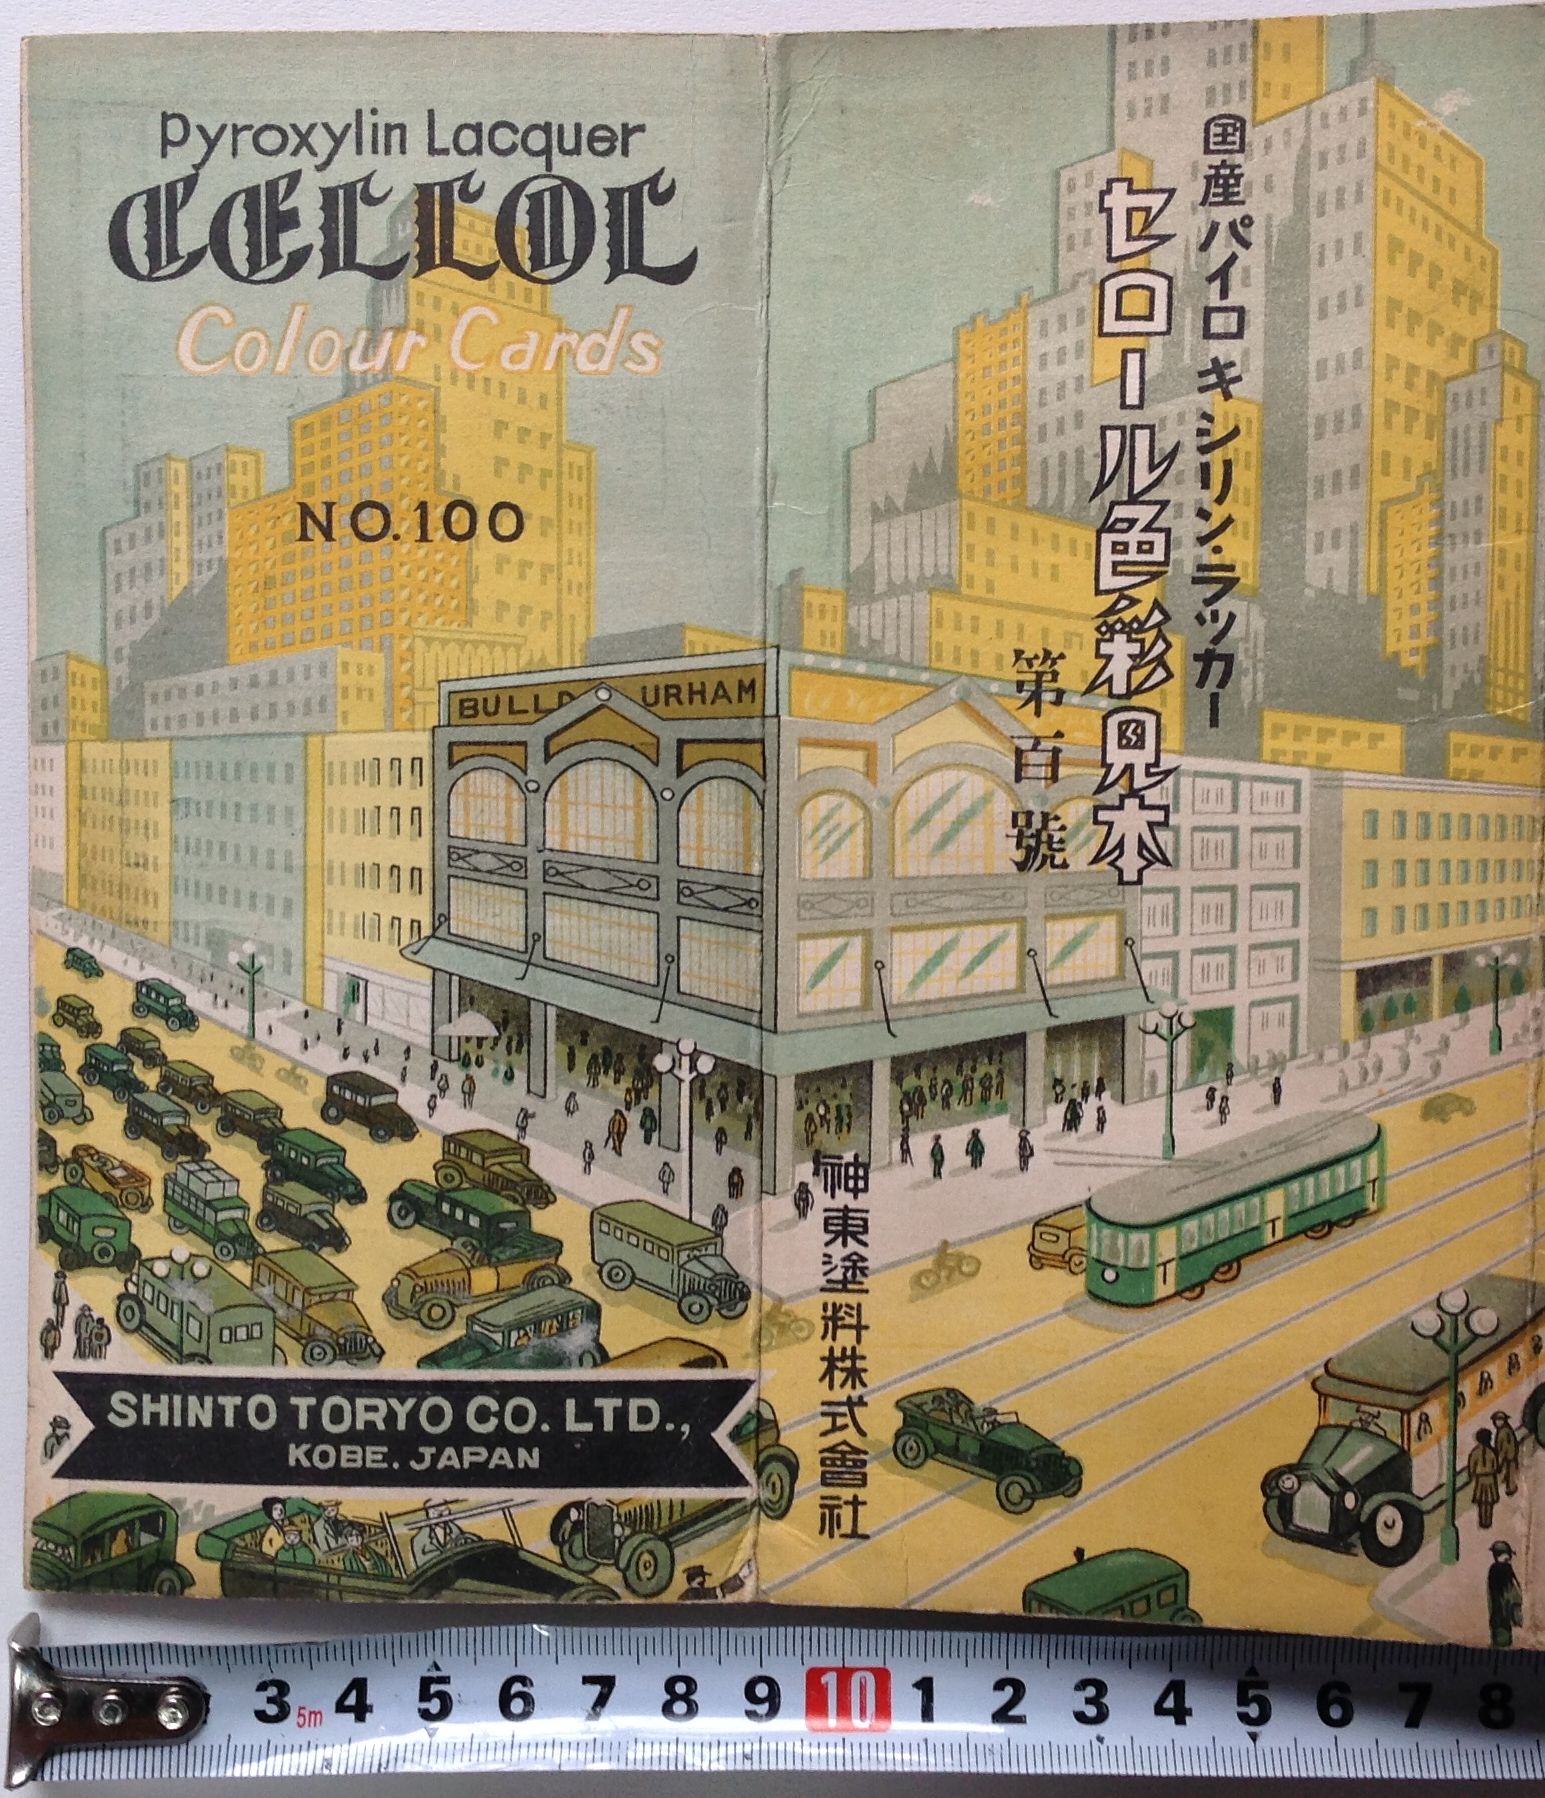 Pyroxylin Lacquer
CELLOL
Colour Cards
NO.100
BULL DURHAM
SHINTO TORYO CO. LTD.,
KOBE. JAPAN
国産パイロキシリン・ラッカー
セロール色彩見本
第百號
神東塗料株式會社
3 4 5 6 7 8 9 10 1 2 3 4 5 6 7 8
5m